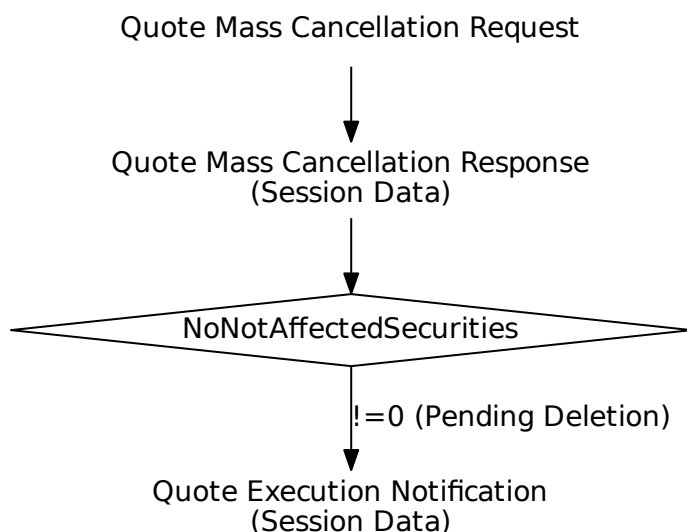 Quote Mass Cancellation Request
Quote Mass Cancellation Response
(Session Data)
NoNotAffectedSecurities
!=0 (Pending Deletion)
Quote Execution Notification
(Session Data)